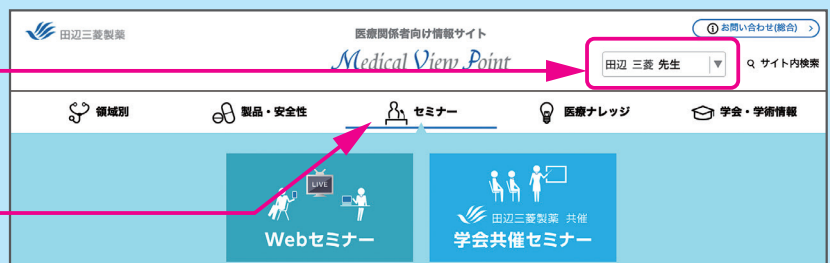 田辺三菱製薬
医療関係者向け情報サイト
Medical View Point
お問い合わせ(総合)
田辺 三菱 先生
サイト内検索
領域別
製品・安全性
セミナー
医療ナレッジ
学会・学術情報
LIVE
Webセミナー
田辺三菱製薬 共催
学会共催セミナー